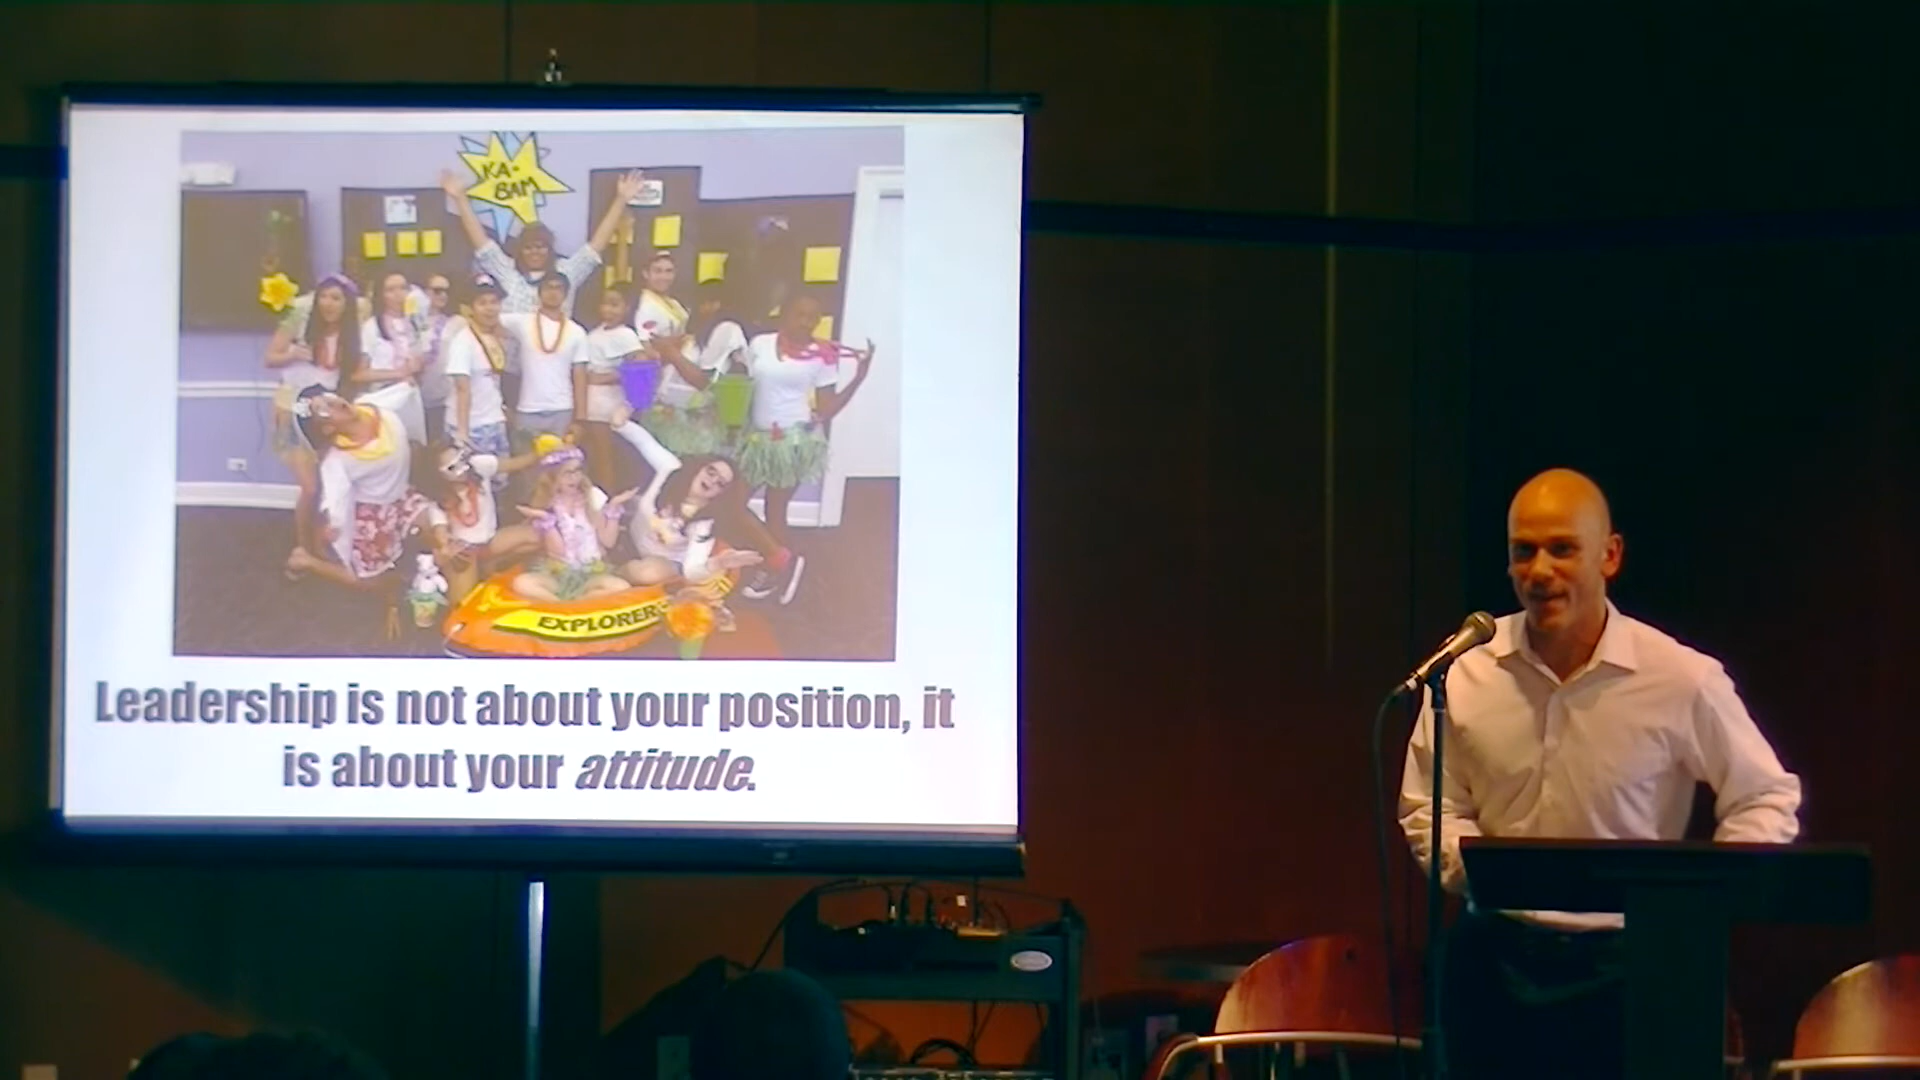 KA-
BAM
EXPLORER
Leadership is not about your position, it
is about your attitude.